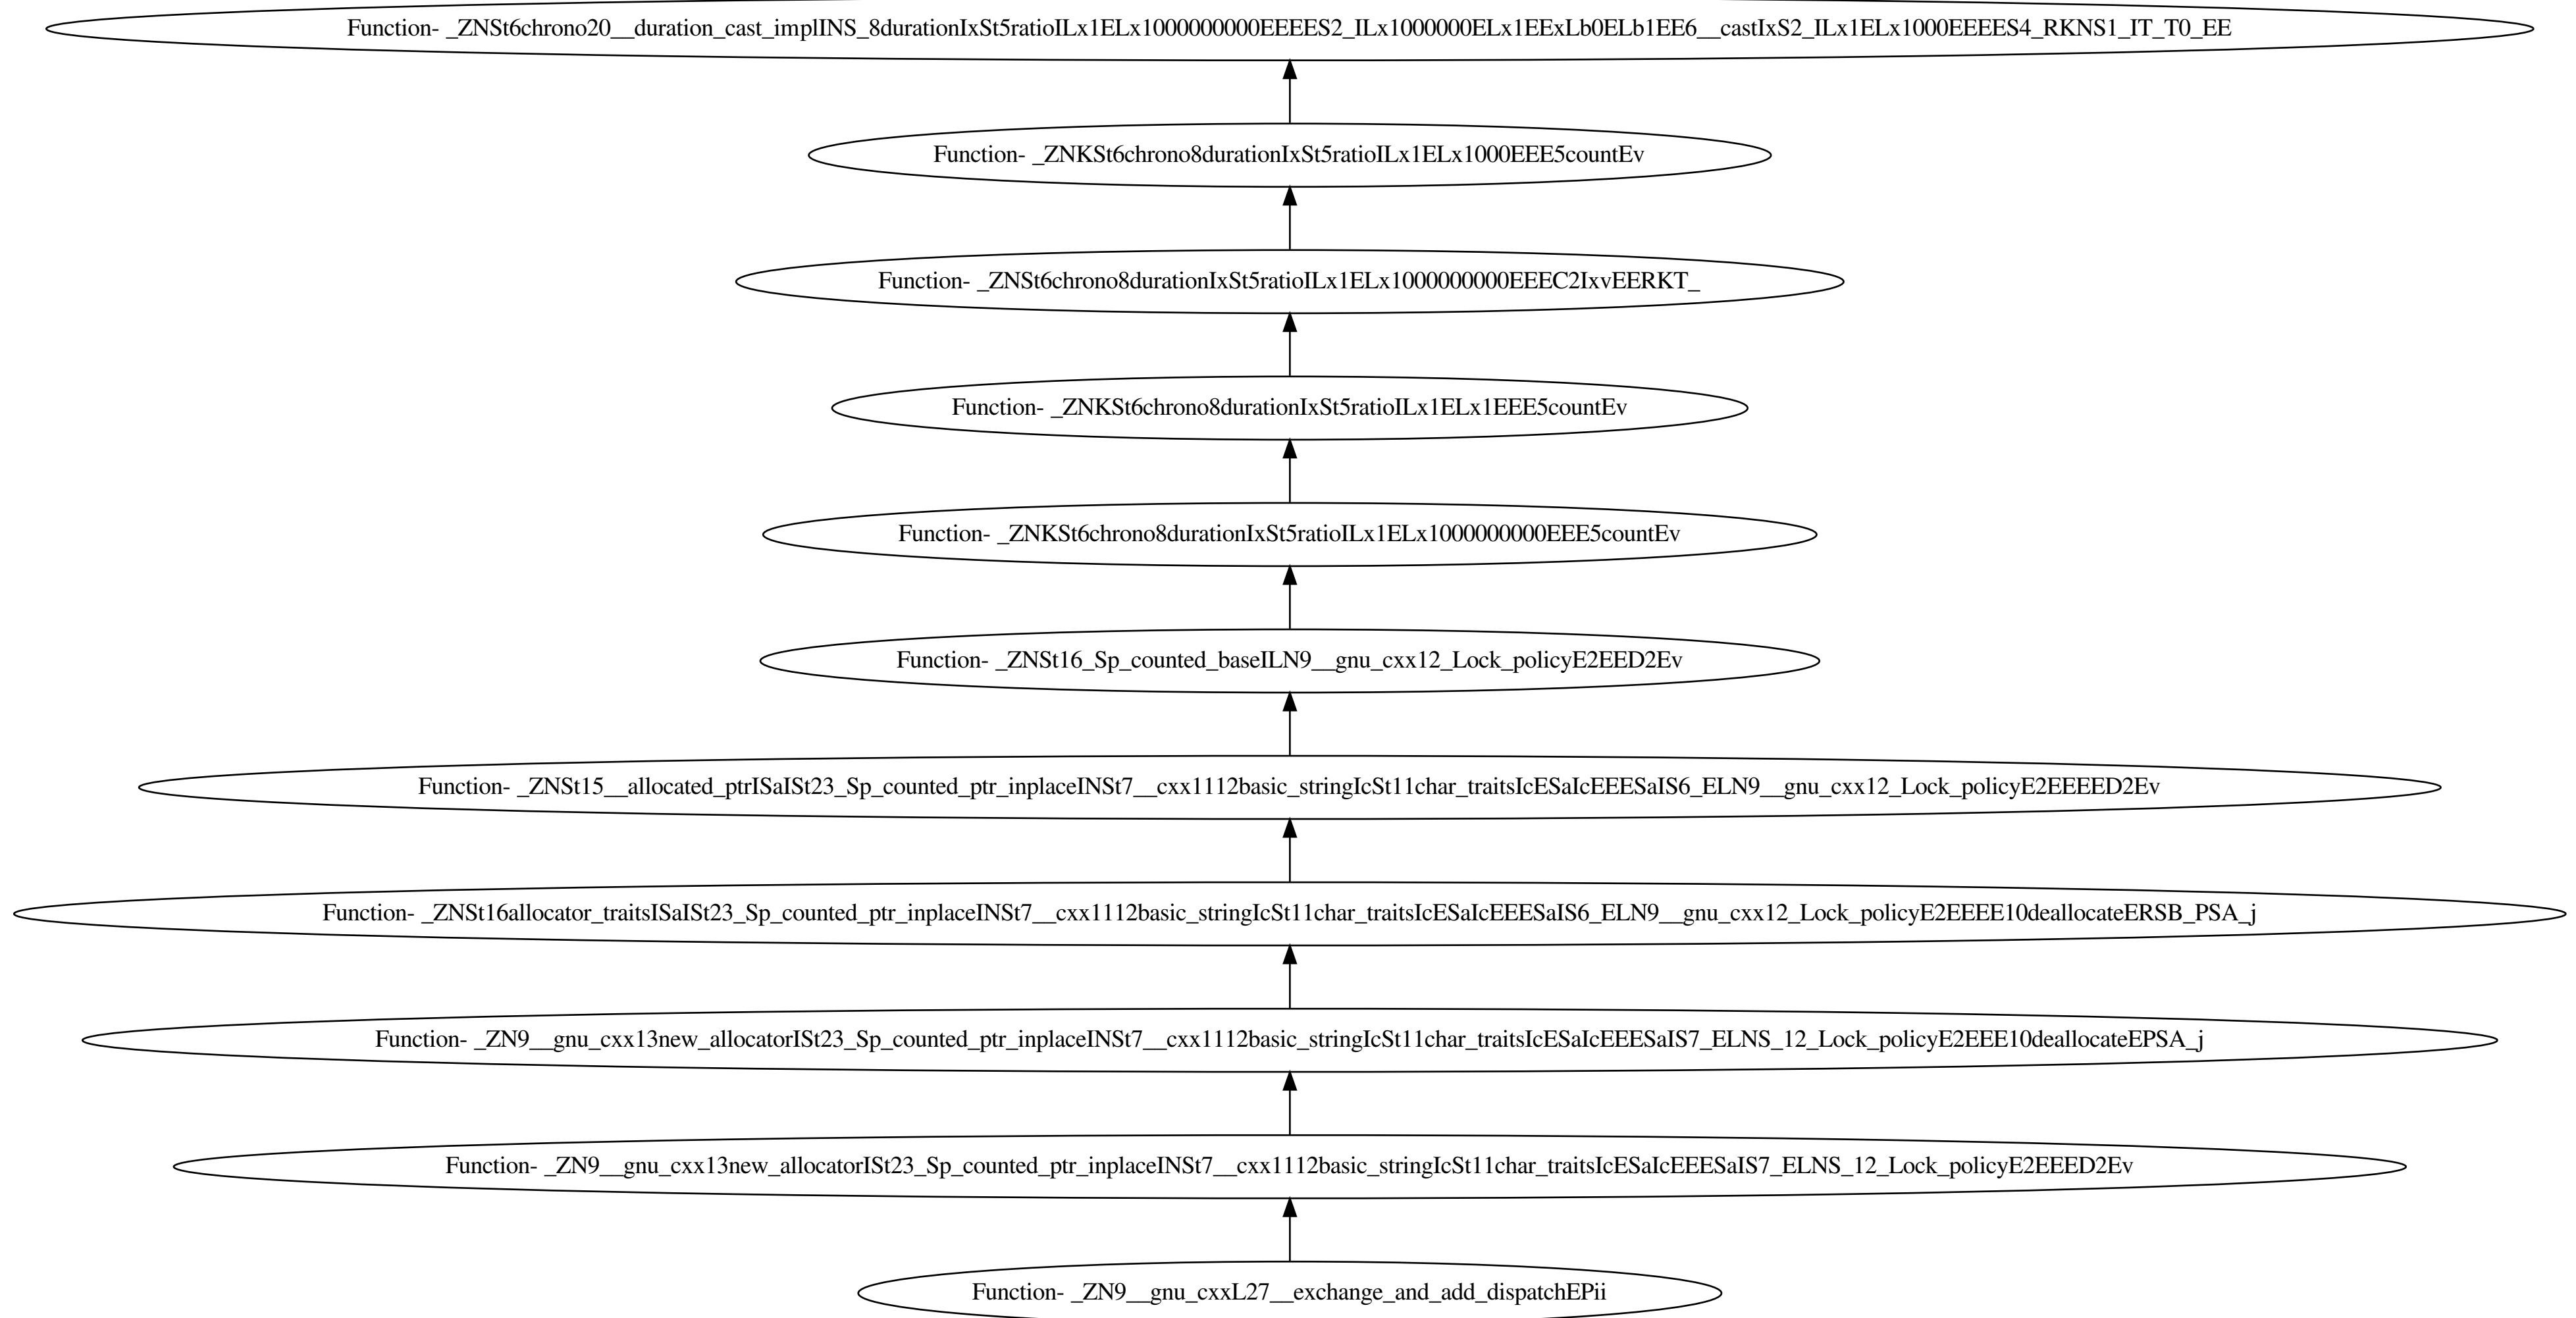 Function- _ZNSt6chrono20__duration_cast_implINS_8durationIxSt5ratioILx1ELx1000000000EEEES2_ILx1000000ELx1EExLb0ELb1EE6__castIxS2_ILx1ELx1000EEEES4_RKNS1_IT_T0_EE
Function- _ZNKSt6chrono8durationIxSt5ratioILx1ELx1000EEE5countEv
Function- _ZNSt6chrono8durationIxSt5ratioILx1ELx1000000000EEEC2IxvEERKT_
Function- _ZNKSt6chrono8durationIxSt5ratioILx1ELx1EEE5countEv
Function- _ZNKSt6chrono8durationIxSt5ratioILx1ELx1000000000EEE5countEv
Function- _ZNSt16_Sp_counted_baseILN9__gnu_cxx12_Lock_policyE2EED2Ev
Function- _ZNSt15__allocated_ptrISaISt23_Sp_counted_ptr_inplaceINSt7__cxx1112basic_stringIcSt11char_traitsIcESaIcEEESaIS6_ELN9__gnu_cxx12_Lock_policyE2EEEED2Ev
Function- _ZNSt16allocator_traitsISaISt23_Sp_counted_ptr_inplaceINSt7__cxx1112basic_stringIcSt11char_traitsIcESaIcEEESaIS6_ELN9__gnu_cxx12_Lock_policyE2EEEE10deallocateERSB_PSA_j
Function- _ZN9__gnu_cxx13new_allocatorISt23_Sp_counted_ptr_inplaceINSt7__cxx1112basic_stringIcSt11char_traitsIcESaIcEEESaIS7_ELNS_12_Lock_policyE2EEE10deallocateEPSA_j
Function- _ZN9__gnu_cxx13new_allocatorISt23_Sp_counted_ptr_inplaceINSt7__cxx1112basic_stringIcSt11char_traitsIcESaIcEEESaIS7_ELNS_12_Lock_policyE2EEED2Ev
Function- _ZN9__gnu_cxxL27__exchange_and_add_dispatchEPii